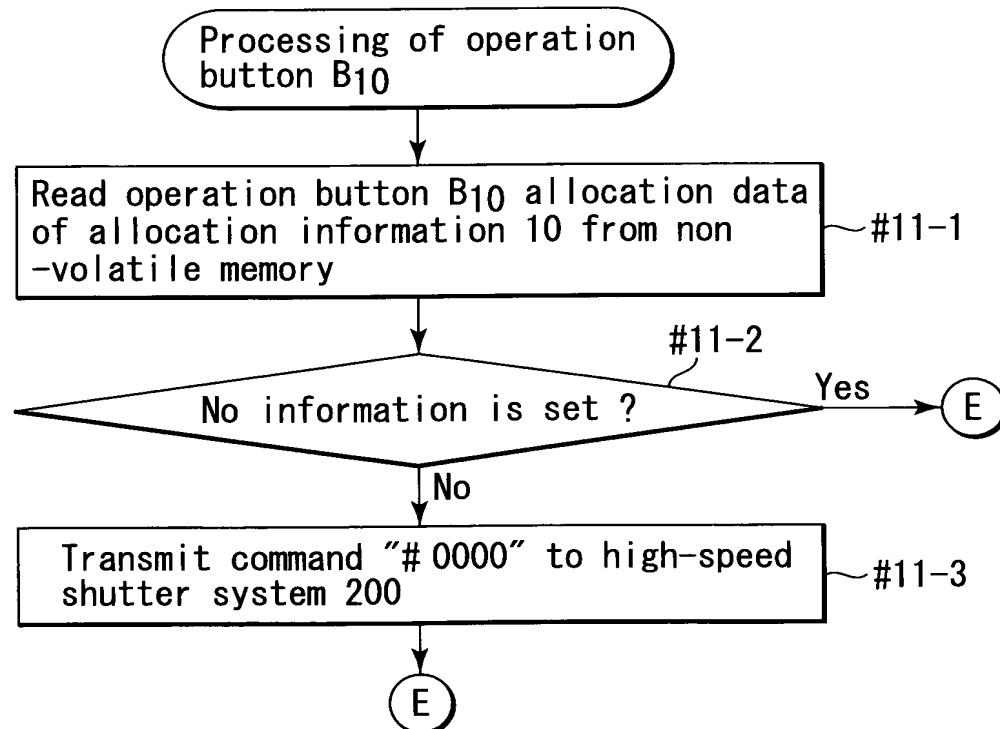 Processing of operation
button B10
Read operation button B10 allocation data
of allocation information 10 from non
-volatile memory
#11-1
#11-2
No information is set ?
Yes
E
No
Transmit command "# 0000" to high-speed
shutter system 200
#11-3
E